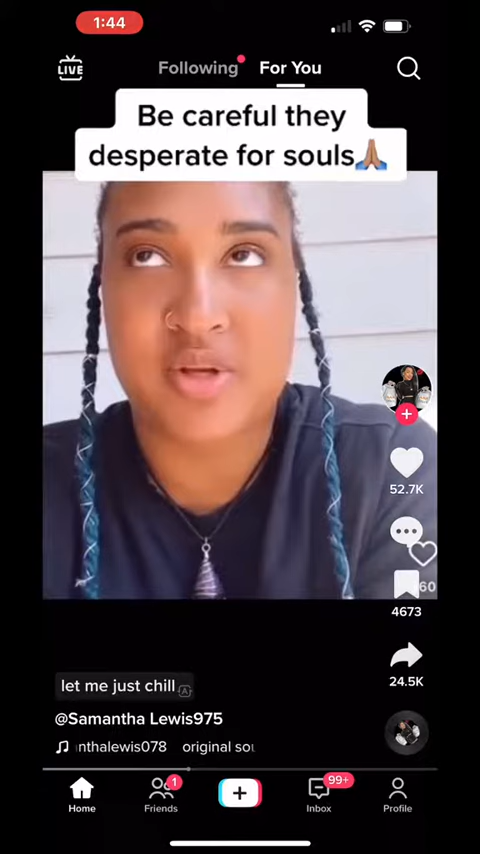 1:44
LIVE
Following
For You
Be careful they
desperate for souls🙏🏽
52.7K
60
4673
24.5K
let me just chill
@Samantha Lewis975
nthalewis078 original sou
Home
Friends
1
Inbox
99+
Profile